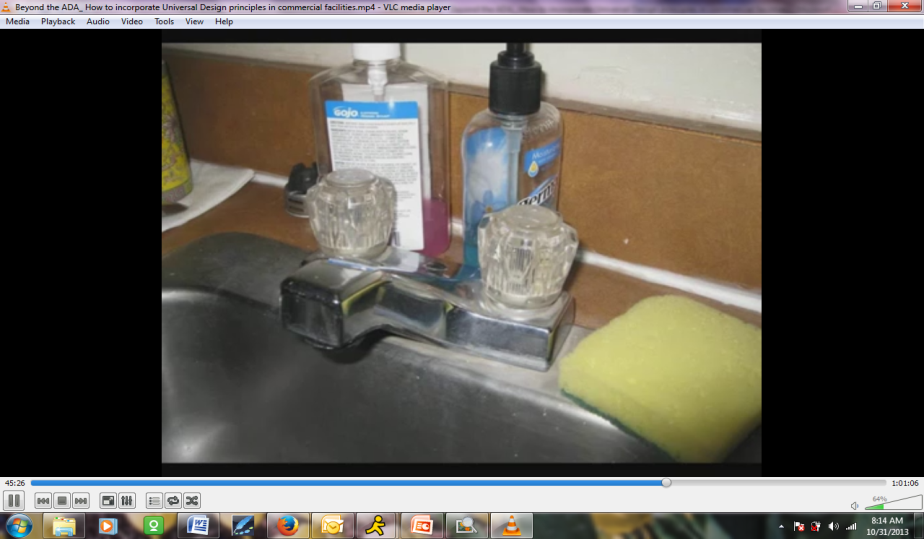 Beyond the ADA_ How to incorporate Universal Design principles in commercial facilities.mp4 - VLC media player
Media Playback Audio Video Tools View Help
GOJO
45:26
1:01:06
64%
8:14 AM
10/31/2013